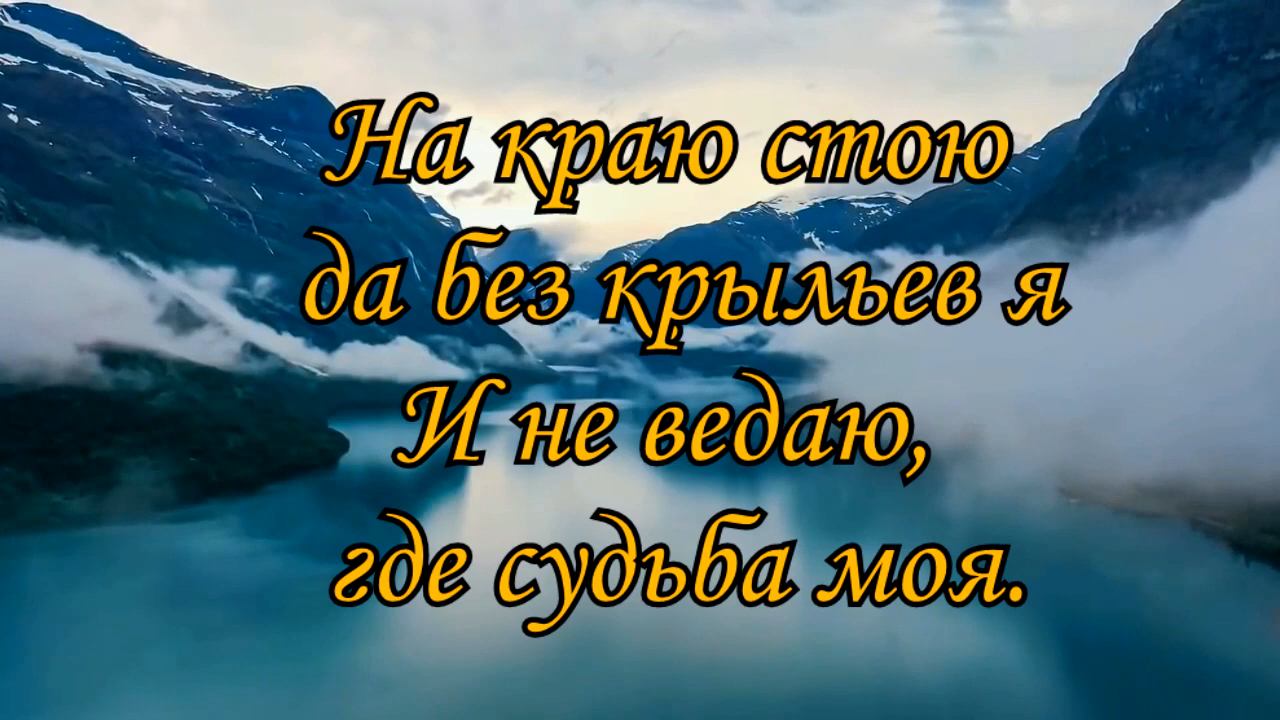 На краю стою
да без крыльев я
И не ведаю,
где судьба моя.